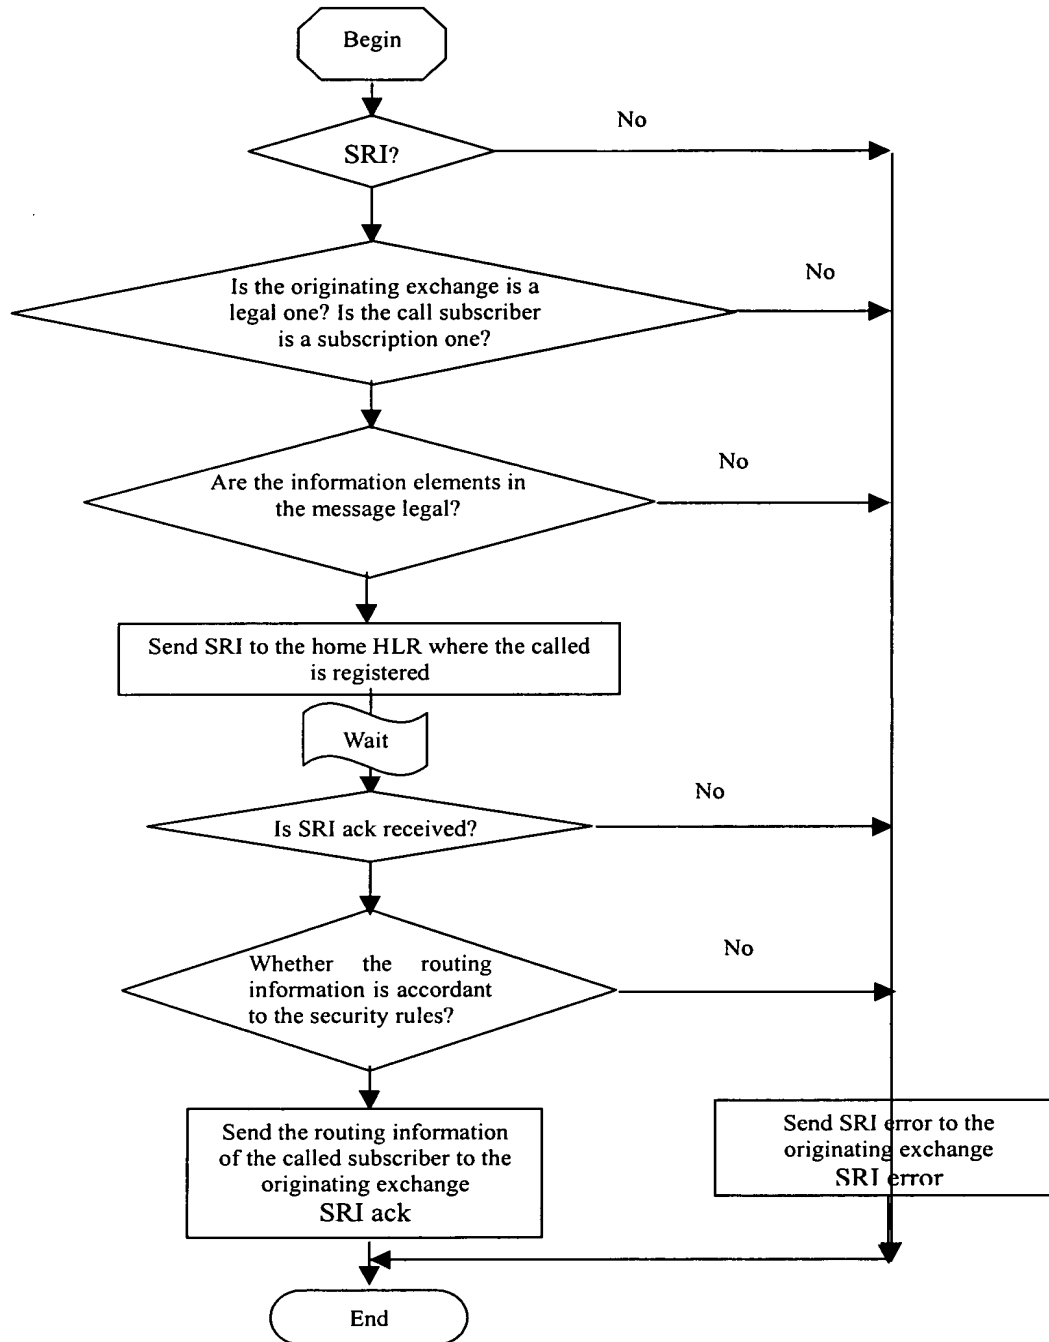 Begin
No
SRI?
No
Is the originating exchange is a
legal one? Is the call subscriber
is a subscription one?
No
Are the information elements in
the message legal?
Send SRI to the home HLR where the called
is registered
Wait
No
Is SRI ack received?
No
Whether the routing
information is accordant
to the security rules?
Send the routing information
of the called subscriber to the
originating exchange
SRI ack
Send SRI error to the
originating exchange
SRI error
End